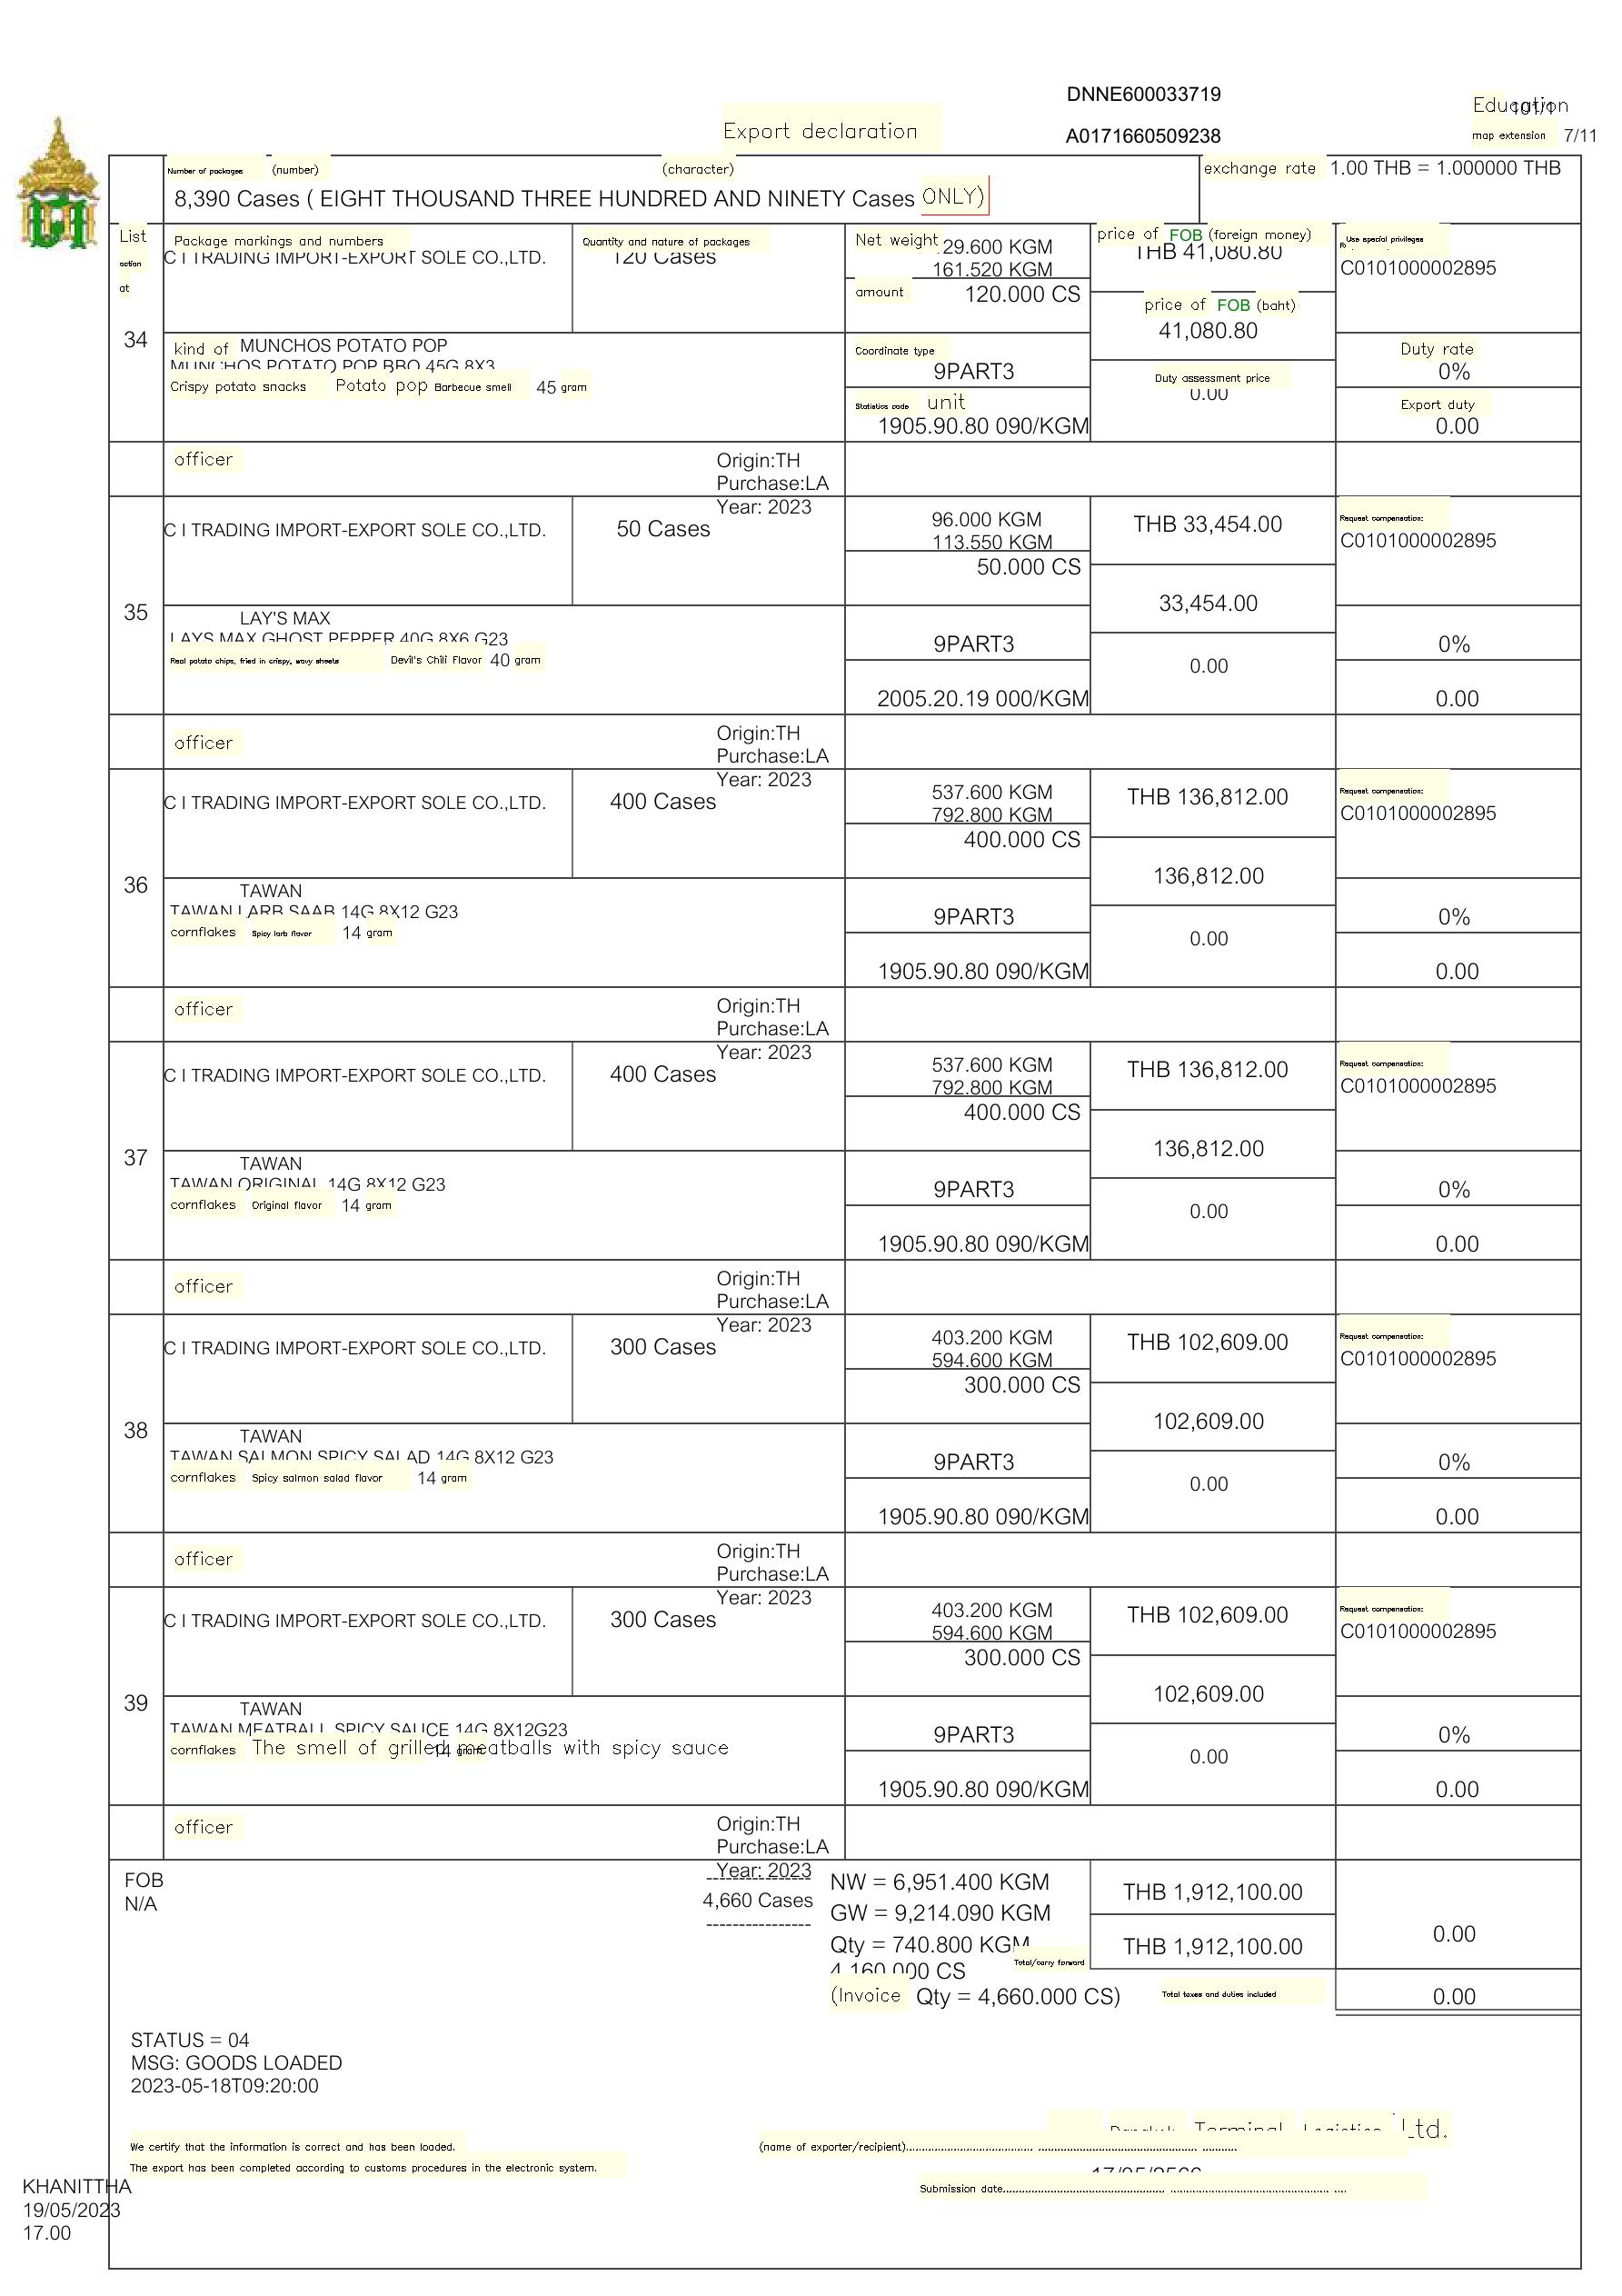 DNNE600033719
Export declaration
A0171660509238
Education
map extension 7/11
Number of packages (number) (character)
exchange rate 1.00 THB = 1.000000 THB
8,390 Cases ( EIGHT THOUSAND THREE HUNDRED AND NINETY Cases ONLY)
List
action
at
Package markings and numbers
Quantity and nature of packages
Net weight 29.600 KGM
price of FOB (foreign money)
Use special privileges
C I TRADING IMPORT-EXPORT SOLE CO.,LTD.
120 Cases
161.520 KGM
THB 41,080.80
C0101000002895
amount 120.000 CS
price of FOB (baht)
41,080.80
34
kind of MUNCHOS POTATO POP
MUNCHOS POTATO POP BBQ 45G 8X3
Crispy potato snacks Potato pop Barbecue smell 45 gram
Coordinate type
9PART3
Duty assessment price
0.00
Duty rate
0%
Statistics code unit
1905.90.80 090/KGM
Export duty
0.00
officer
Origin:TH
Purchase:LA
Year: 2023
C I TRADING IMPORT-EXPORT SOLE CO.,LTD.
50 Cases
96.000 KGM
113.550 KGM
50.000 CS
THB 33,454.00
Request compensation:
C0101000002895
35
33,454.00
LAY'S MAX
LAYS MAX GHOST PEPPER 40G 8X6 G23
Real potato chips, fried in crispy, wavy sheets Devil's Chili Flavor 40 gram
9PART3
0.00
0%
2005.20.19 000/KGM
0.00
officer
Origin:TH
Purchase:LA
Year: 2023
C I TRADING IMPORT-EXPORT SOLE CO.,LTD.
400 Cases
537.600 KGM
792.800 KGM
400.000 CS
THB 136,812.00
Request compensation:
C0101000002895
36
136,812.00
TAWAN
TAWAN LARB SAAB 14G 8X12 G23
cornflakes Spicy larb flavor 14 gram
9PART3
0.00
0%
1905.90.80 090/KGM
0.00
officer
Origin:TH
Purchase:LA
Year: 2023
C I TRADING IMPORT-EXPORT SOLE CO.,LTD.
400 Cases
537.600 KGM
792.800 KGM
400.000 CS
THB 136,812.00
Request compensation:
C0101000002895
37
136,812.00
TAWAN
TAWAN ORIGINAL 14G 8X12 G23
cornflakes Original flavor 14 gram
9PART3
0.00
0%
1905.90.80 090/KGM
0.00
officer
Origin:TH
Purchase:LA
Year: 2023
C I TRADING IMPORT-EXPORT SOLE CO.,LTD.
300 Cases
403.200 KGM
594.600 KGM
300.000 CS
THB 102,609.00
Request compensation:
C0101000002895
38
102,609.00
TAWAN
TAWAN SALMON SPICY SALAD 14G 8X12 G23
cornflakes Spicy salmon salad flavor 14 gram
9PART3
0.00
0%
1905.90.80 090/KGM
0.00
officer
Origin:TH
Purchase:LA
Year: 2023
C I TRADING IMPORT-EXPORT SOLE CO.,LTD.
300 Cases
403.200 KGM
594.600 KGM
300.000 CS
THB 102,609.00
Request compensation:
C0101000002895
39
102,609.00
TAWAN
TAWAN MEATBALL SPICY SAUCE 14G 8X12G23
cornflakes The smell of grilled meatballs with spicy sauce 14 gram
9PART3
0.00
0%
1905.90.80 090/KGM
0.00
officer
Origin:TH
Purchase:LA
Year: 2023
FOB
N/A
----------------
4,660 Cases
----------------
NW = 6,951.400 KGM
GW = 9,214.090 KGM
Qty = 740.800 KGM
4,160.000 CS
(Invoice Qty = 4,660.000 CS)
THB 1,912,100.00
THB 1,912,100.00
0.00
Total/carry forward
Total taxes and duties included
0.00
STATUS = 04
MSG: GOODS LOADED
2023-05-18T09:20:00
Terminal Logistics Ltd.
We certify that the information is correct and has been loaded.
(name of exporter/recipient)
The export has been completed according to customs procedures in the electronic system.
17/05/2566
Submission date
KHANITTHA
19/05/2023
17.00